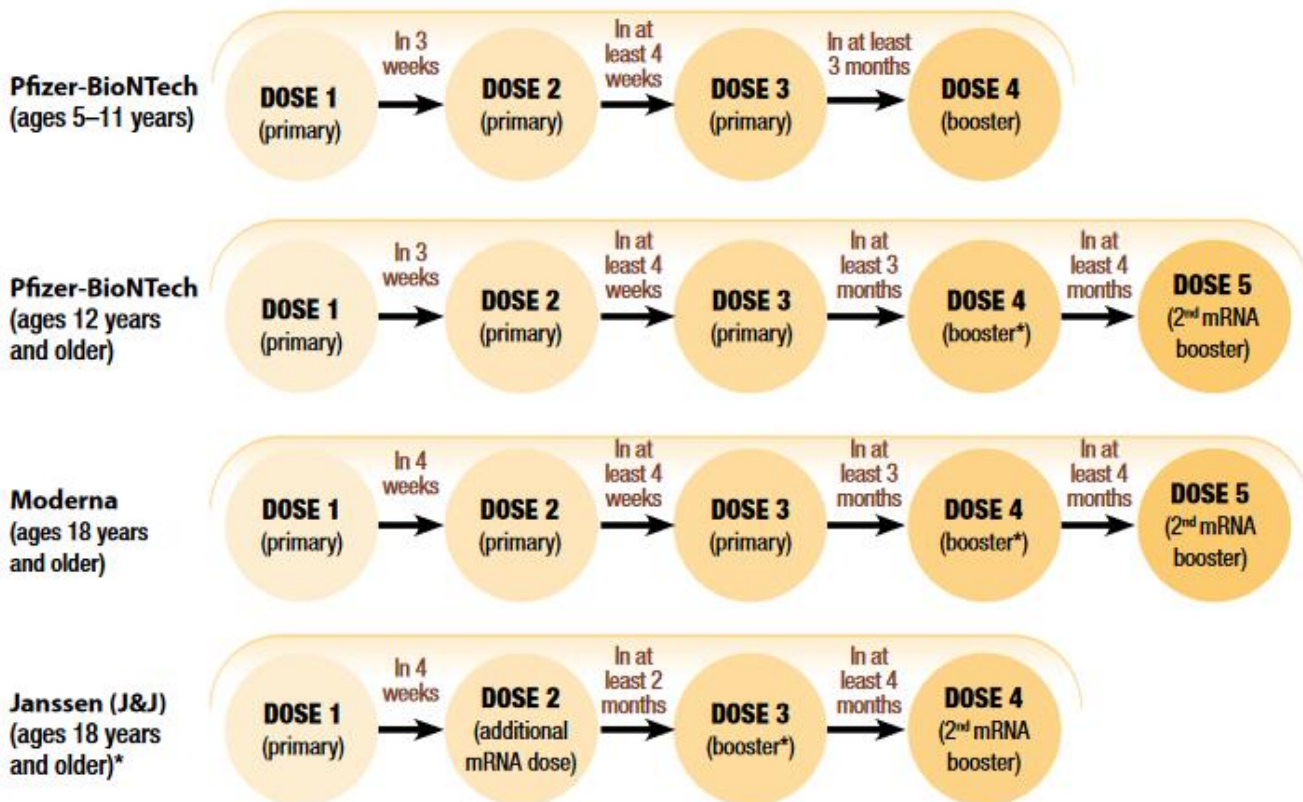 Pfizer-BioNTech
(ages 5–11 years)
DOSE 1
(primary)
In 3
weeks
DOSE 2
(primary)
In at
least 4
weeks
DOSE 3
(primary)
In at least
3 months
DOSE 4
(booster)
Pfizer-BioNTech
(ages 12 years
and older)
DOSE 1
(primary)
In 3
weeks
DOSE 2
(primary)
In at
least 4
weeks
DOSE 3
(primary)
In at
least 3
months
DOSE 4
(booster*)
In at
least 4
months
DOSE 5
(2nd mRNA
booster)
Moderna
(ages 18 years
and older)
DOSE 1
(primary)
In 4
weeks
DOSE 2
(primary)
In at
least 4
weeks
DOSE 3
(primary)
In at
least 3
months
DOSE 4
(booster*)
In at
least 4
months
DOSE 5
(2nd mRNA
booster)
Janssen (J&J)
(ages 18 years
and older)*
DOSE 1
(primary)
In 4
weeks
DOSE 2
(additional
mRNA dose)
In at
least 2
months
DOSE 3
(booster*)
In at
least 4
months
DOSE 4
(2nd mRNA
booster)